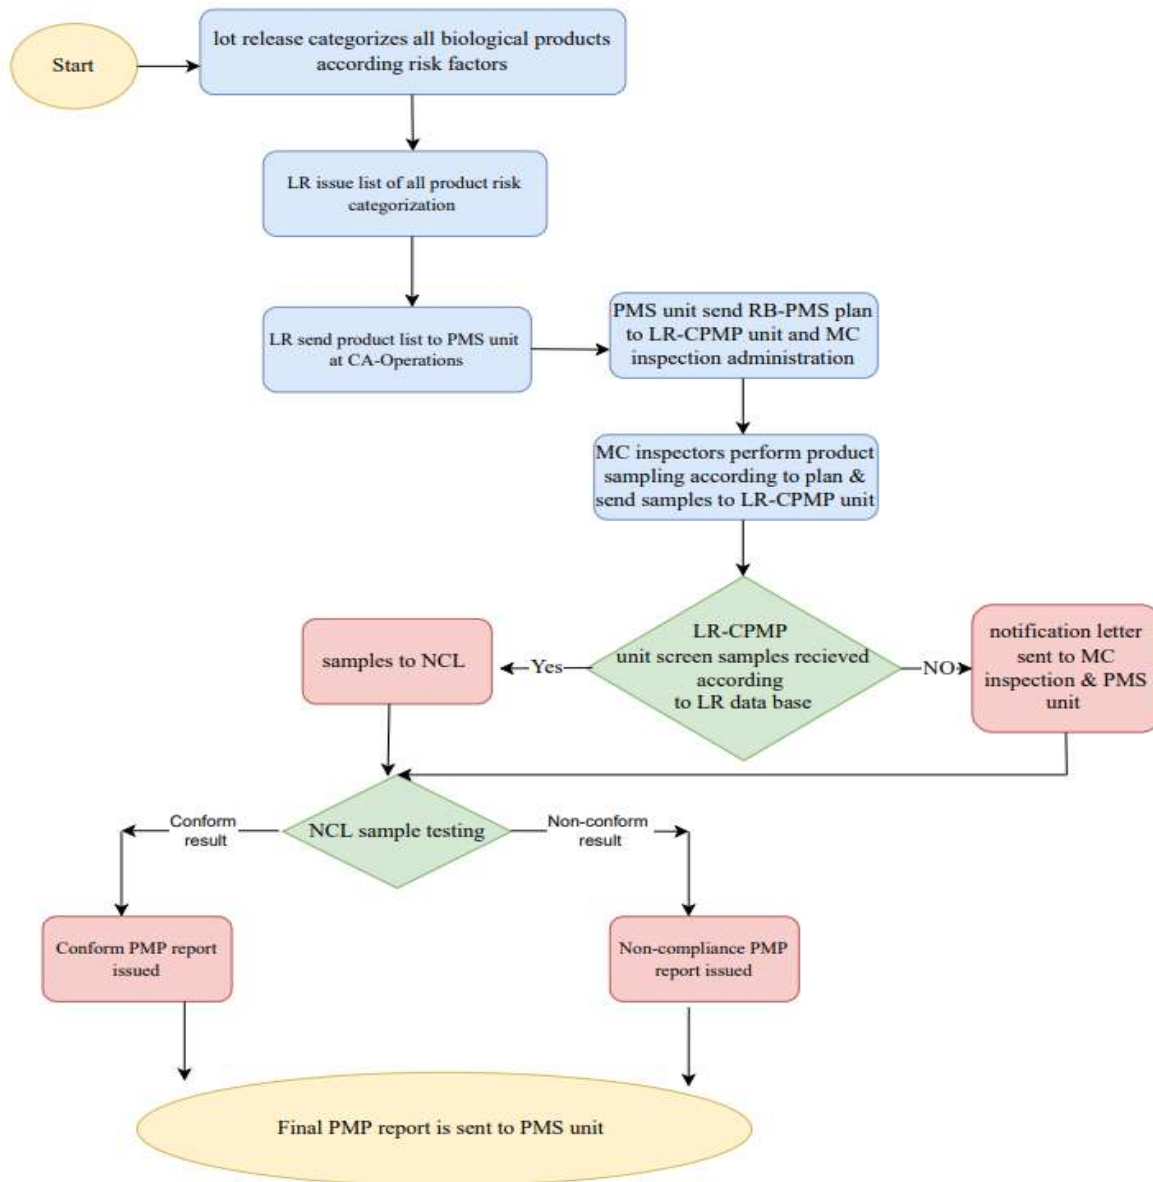 Start
lot release categorizes all biological products
according risk factors
LR issue list of all product risk
categorization
LR send product list to PMS unit
at CA-Operations
PMS unit send RB-PMS plan
to LR-CPMP unit and MC
inspection administration
MC inspectors perform product
sampling according to plan &
send samples to LR-CPMP unit
LR-CPMP
unit screen samples recieved
according
to LR data base
Yes
samples to NCL
NO
notification letter
sent to MC
inspection & PMS
unit
NCL sample testing
Conform
result
Non-conform
result
Conform PMP report
issued
Non-compliance PMP
report issued
Final PMP report is sent to PMS unit